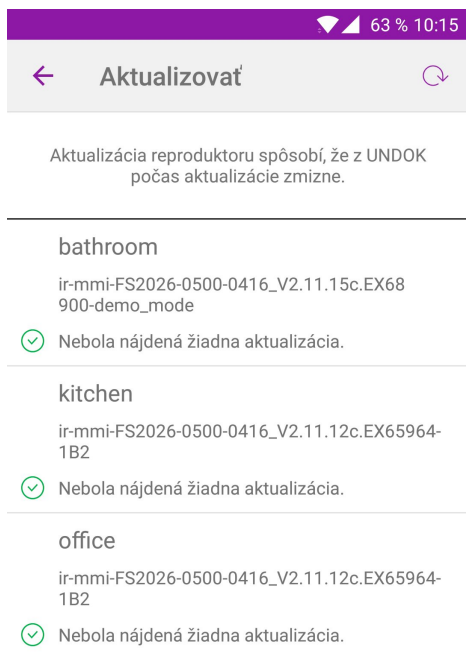 63 % 10:15
Aktualizovať
Aktualizácia reproduktoru spôsobí, že z UNDOK
počas aktualizácie zmizne.
bathroom
ir-mmi-FS2026-0500-0416_V2.11.15c.EX68
900-demo_mode
Nebola nájdená žiadna aktualizácia.
kitchen
ir-mmi-FS2026-0500-0416_V2.11.12c.EX65964-
1B2
Nebola nájdená žiadna aktualizácia.
office
ir-mmi-FS2026-0500-0416_V2.11.12c.EX65964-
1B2
Nebola nájdená žiadna aktualizácia.